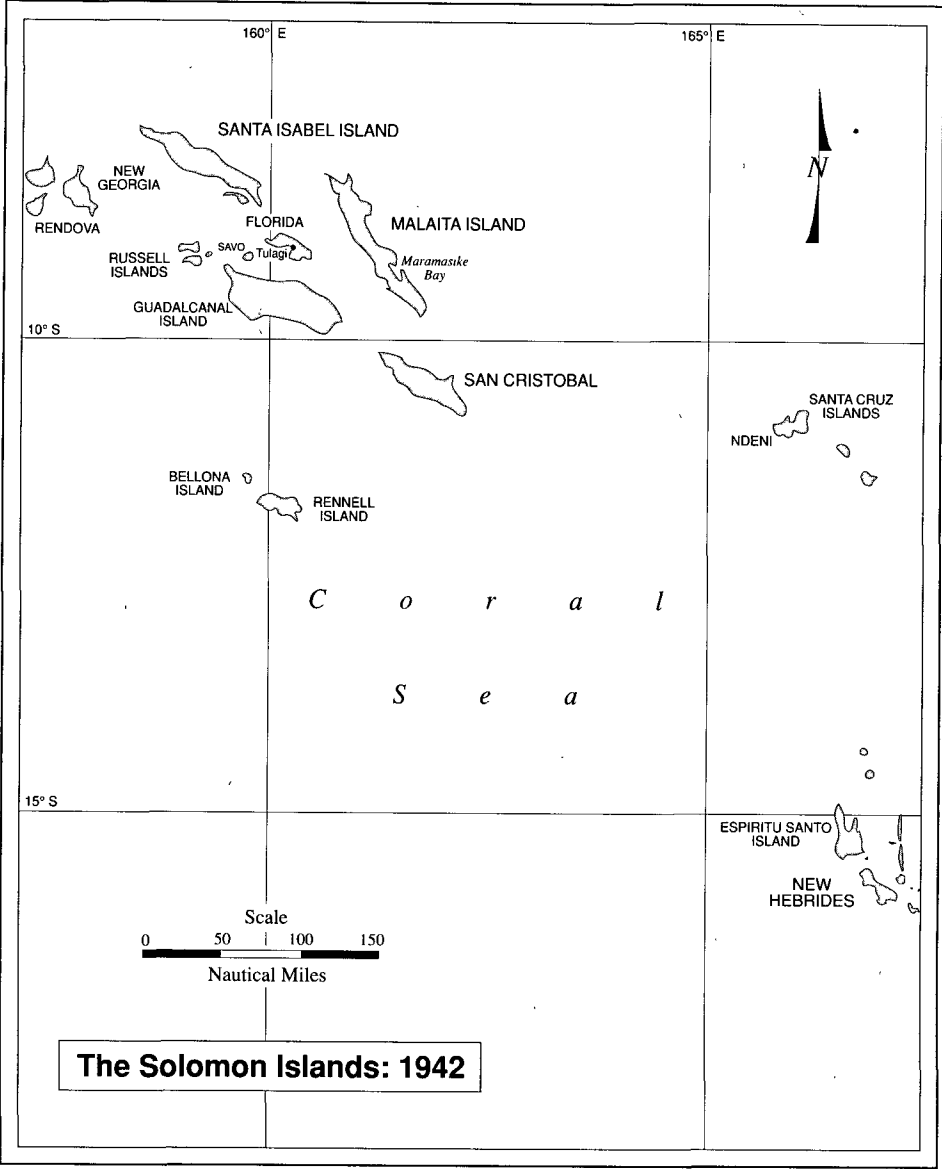 160° E
165° E
SANTA ISABEL ISLAND
N
NEW
GEORGIA
RENDOVA
FLORIDA
MALAITA ISLAND
RUSSELL
ISLANDS
SAVO
Tulagi
Maramasike
Bay
GUADALCANAL
ISLAND
10° S
SAN CRISTOBAL
SANTA CRUZ
ISLANDS
NDENI
BELLONA
ISLAND
RENNELL
ISLAND
Coral
Sea
15° S
ESPIRITU SANTO
ISLAND
NEW
HEBRIDES
Scale
0 50 100 150
Nautical Miles
The Solomon Islands: 1942